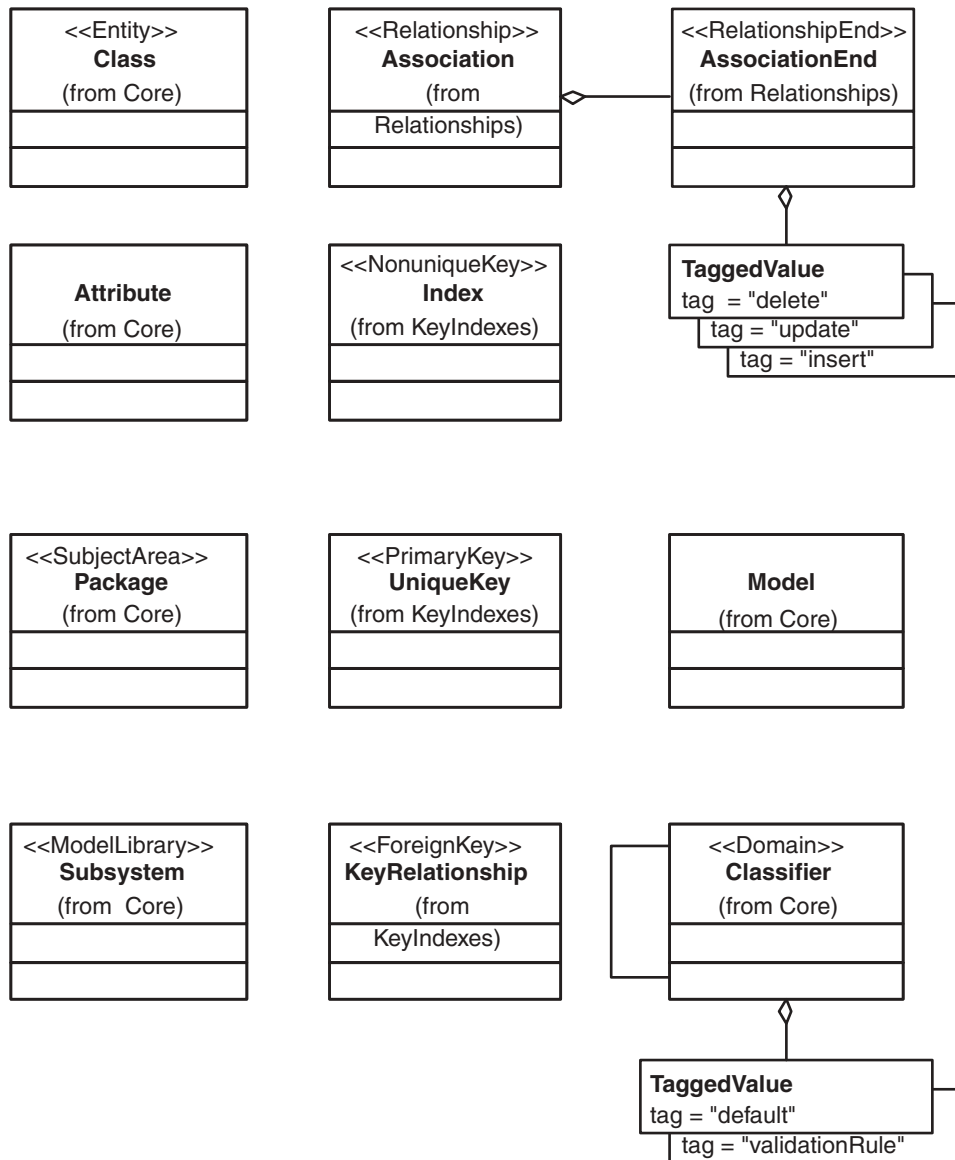 <<Entity>>
Class
(from Core)
<<Relationship>>
Association
(from
Relationships)
<<RelationshipEnd>>
AssociationEnd
(from Relationships)
Attribute
(from Core)
<<NonuniqueKey>>
Index
(from KeyIndexes)
TaggedValue
tag = "delete"
tag = "update"
tag = "insert"
<<SubjectArea>>
Package
(from Core)
<<PrimaryKey>>
UniqueKey
(from KeyIndexes)
Model
(from Core)
<<ModelLibrary>>
Subsystem
(from Core)
<<ForeignKey>>
KeyRelationship
(from
KeyIndexes)
<<Domain>>
Classifier
(from Core)
TaggedValue
tag = "default"
tag = "validationRule"